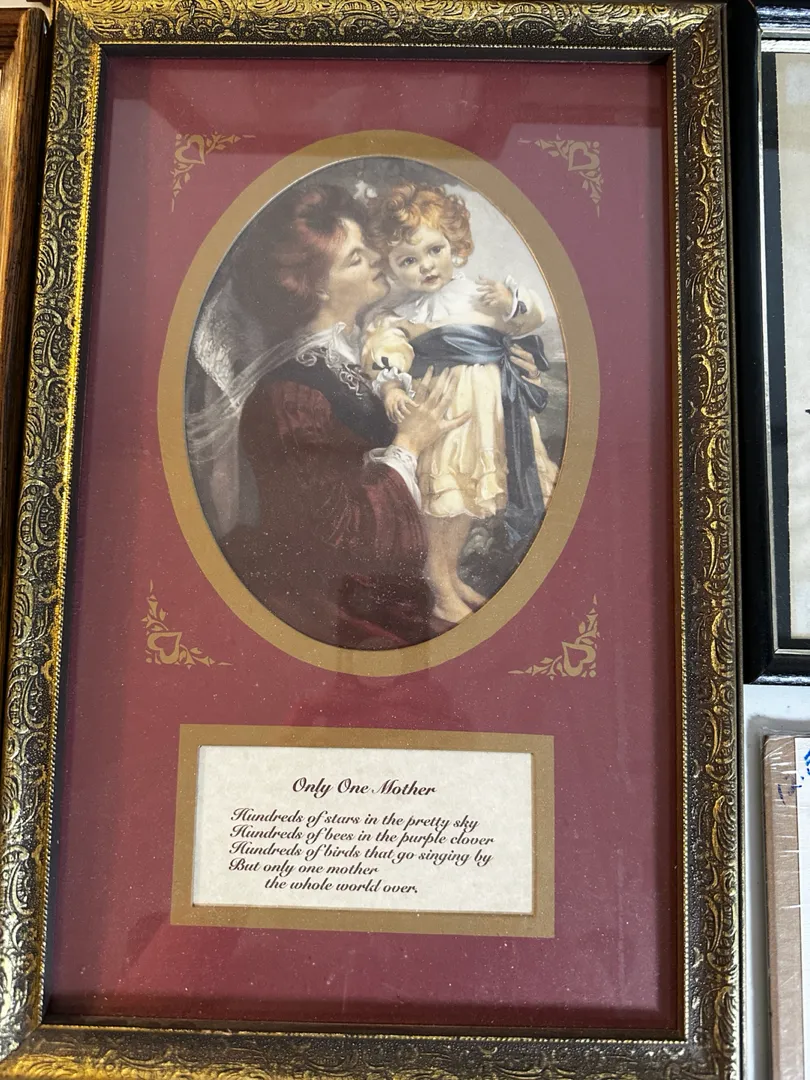 Only One Mother
Hundreds of stars in the pretty sky
Hundreds of bees in the purple clover
Hundreds of birds that go singing by
But only one mother
the whole world over.